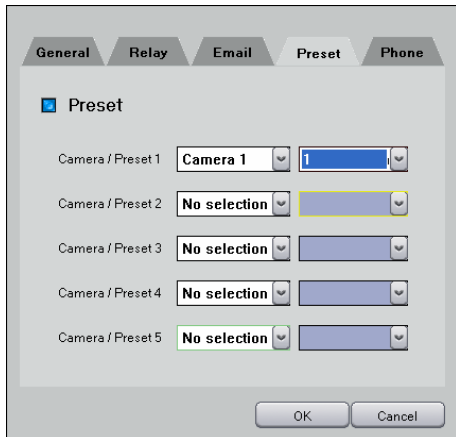 General Relay Email Preset Phone
Preset
Camera / Preset 1 Camera 1 1
Camera / Preset 2 No selection
Camera / Preset 3 No selection
Camera / Preset 4 No selection
Camera / Preset 5 No selection
OK Cancel